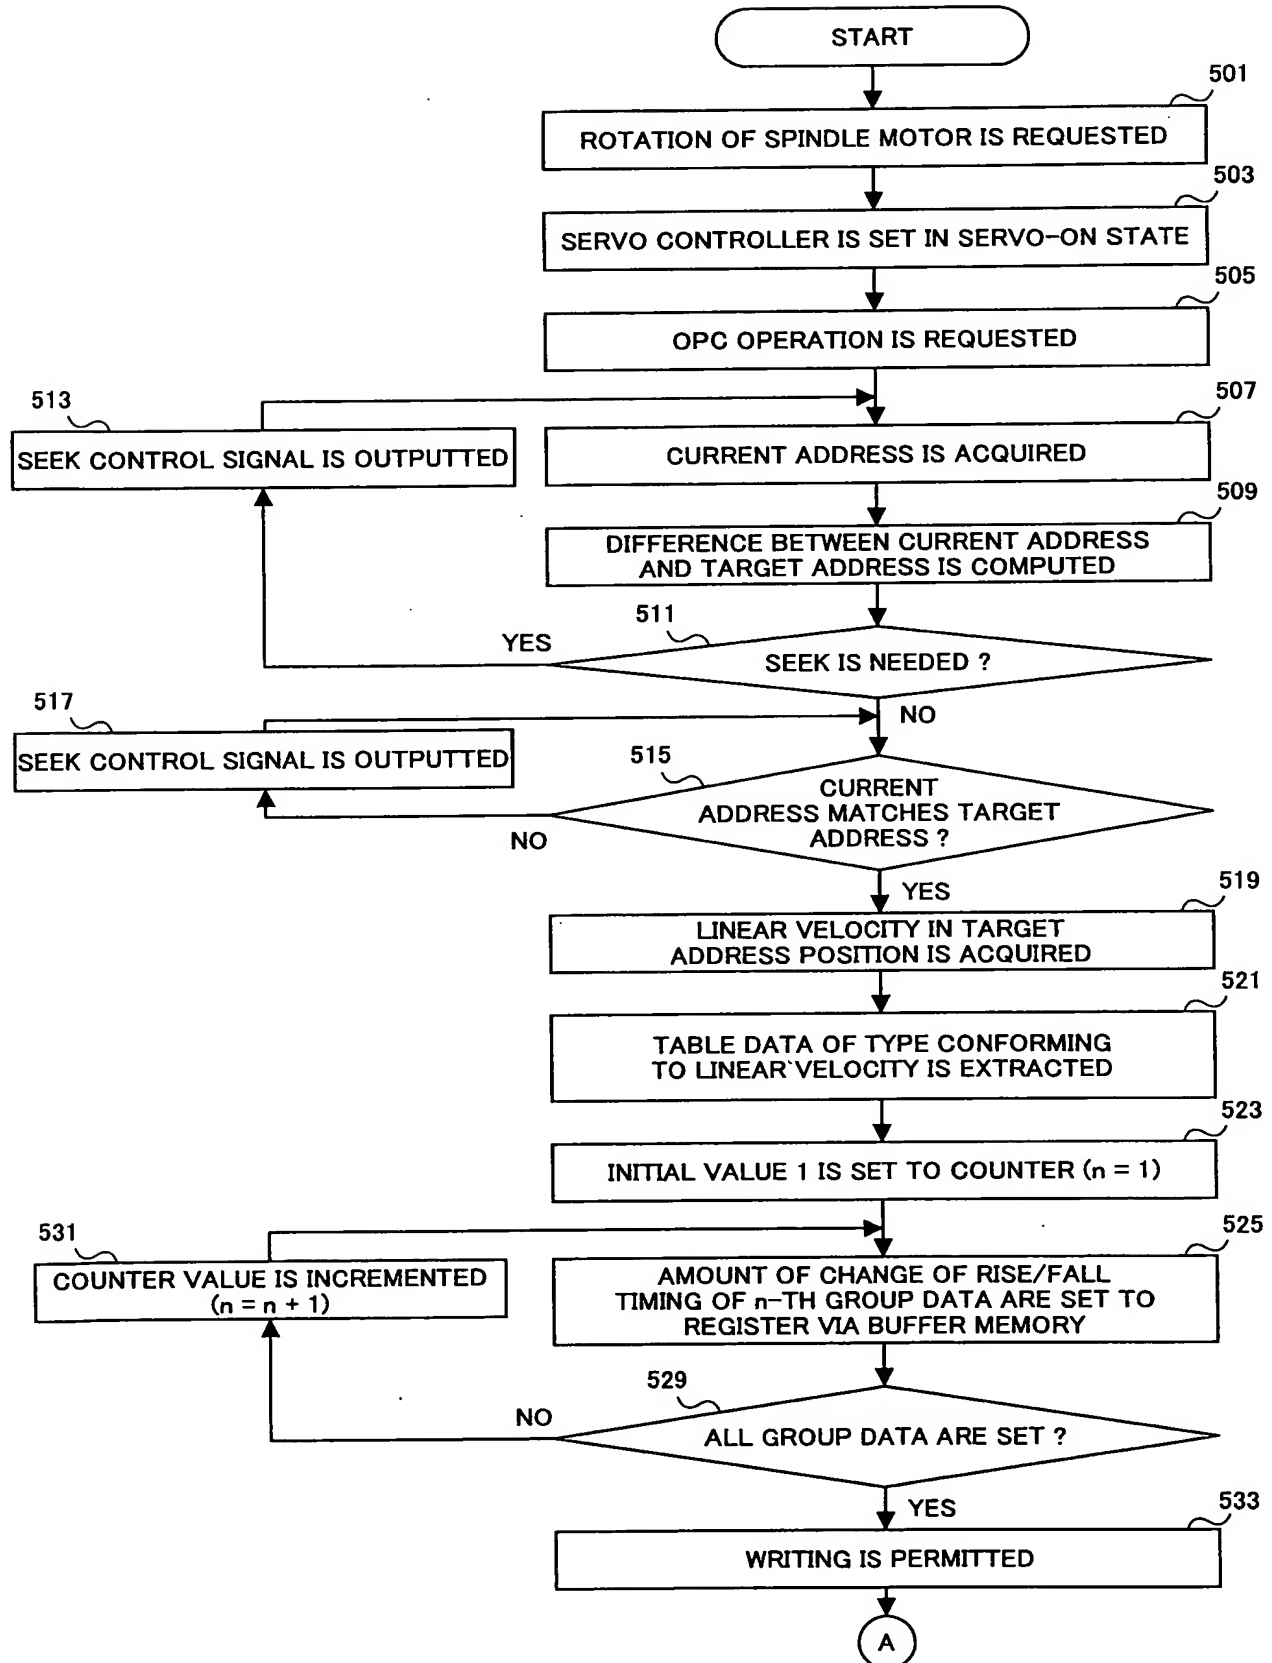 START
501
ROTATION OF SPINDLE MOTOR IS REQUESTED
503
SERVO CONTROLLER IS SET IN SERVO-ON STATE
505
OPC OPERATION IS REQUESTED
513
SEEK CONTROL SIGNAL IS OUTPUTTED
507
CURRENT ADDRESS IS ACQUIRED
509
DIFFERENCE BETWEEN CURRENT ADDRESS
AND TARGET ADDRESS IS COMPUTED
511
YES
SEEK IS NEEDED ?
NO
517
SEEK CONTROL SIGNAL IS OUTPUTTED
515
CURRENT
ADDRESS MATCHES TARGET
ADDRESS ?
NO
YES
519
LINEAR VELOCITY IN TARGET
ADDRESS POSITION IS ACQUIRED
521
TABLE DATA OF TYPE CONFORMING
TO LINEAR VELOCITY IS EXTRACTED
523
INITIAL VALUE 1 IS SET TO COUNTER (n = 1)
531
COUNTER VALUE IS INCREMENTED
(n = n + 1)
525
AMOUNT OF CHANGE OF RISE/FALL
TIMING OF n-TH GROUP DATA ARE SET TO
REGISTER VIA BUFFER MEMORY
529
NO
ALL GROUP DATA ARE SET ?
YES
533
WRITING IS PERMITTED
A